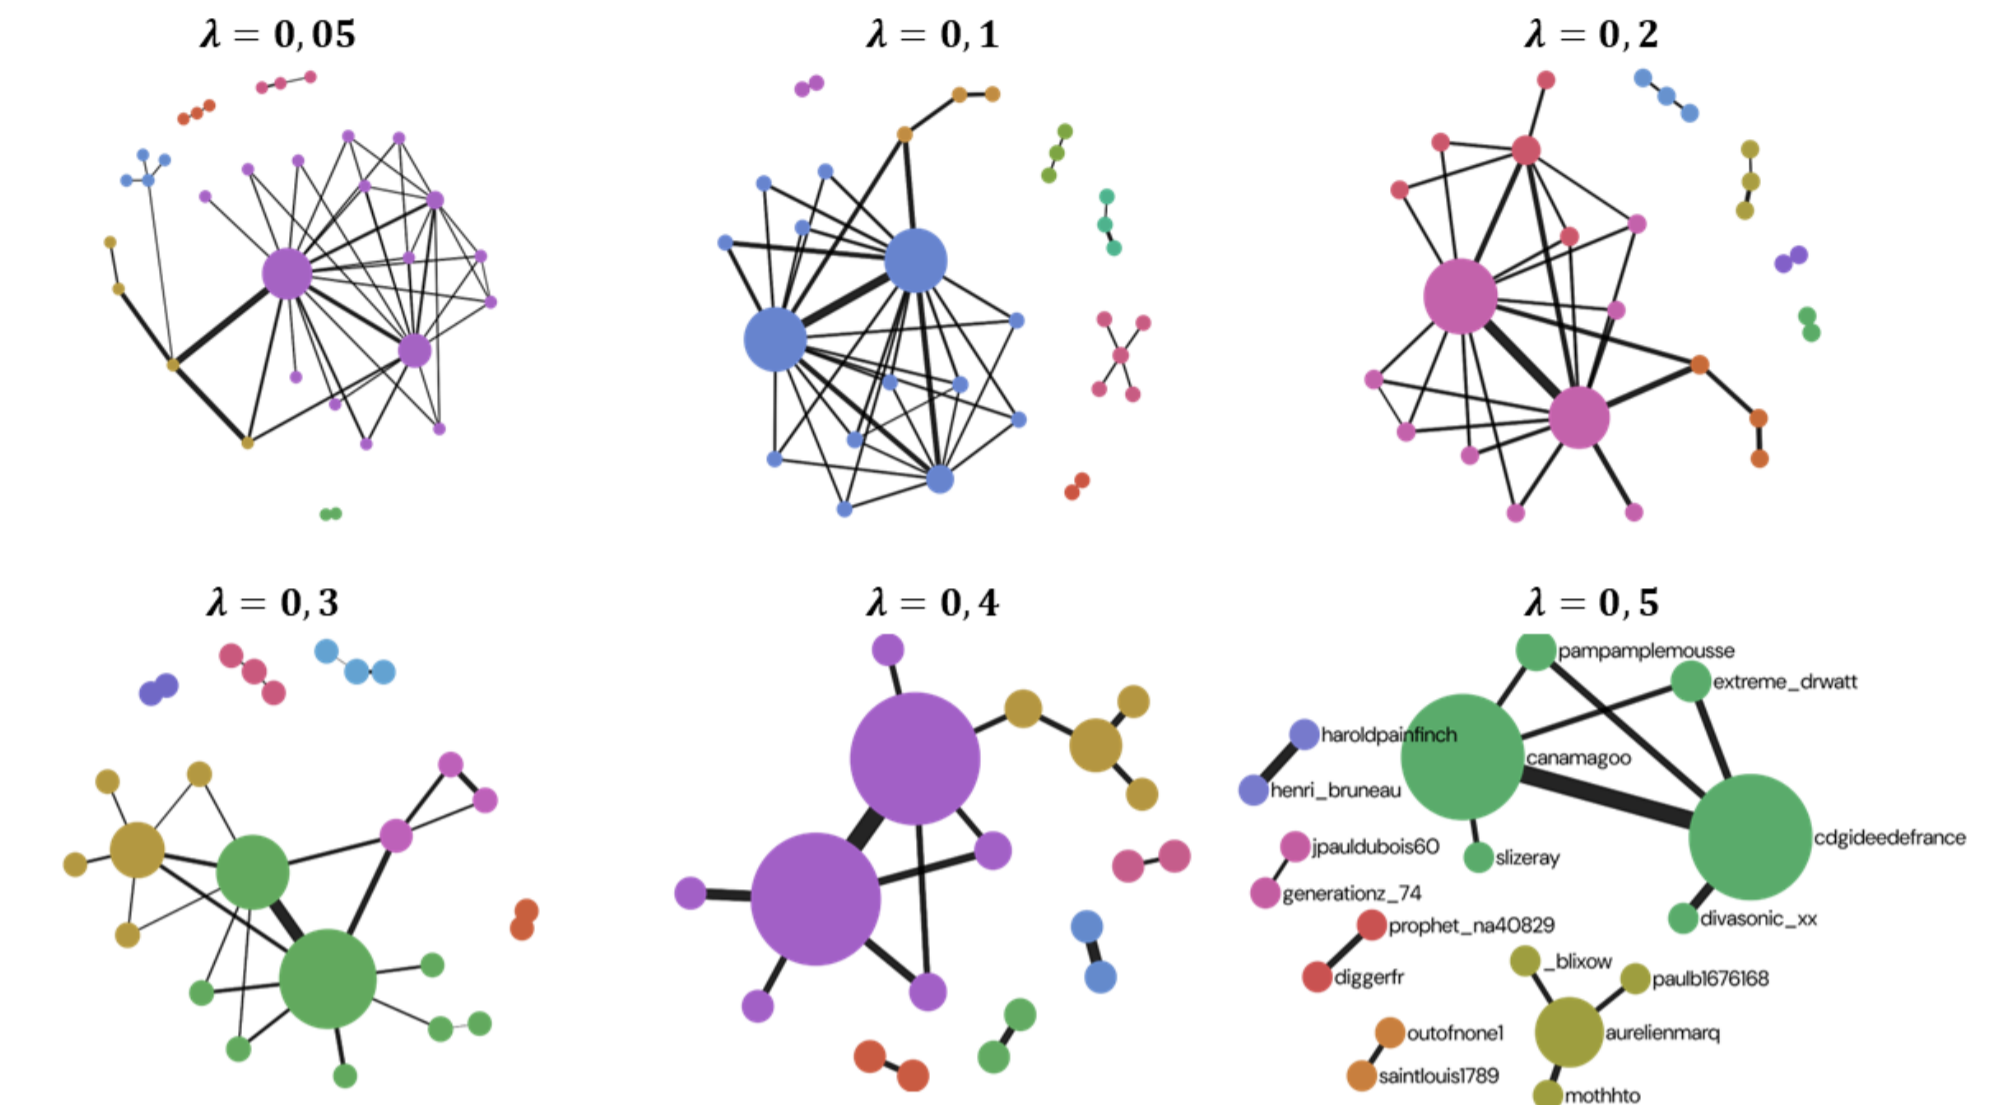 λ = 0,05
λ = 0,1
λ = 0,2
λ = 0,3
λ = 0,4
λ = 0,5
pampamplemousse
extreme_drwatt
haroldpainfinch
canamagoo
henri_bruneau
cdgideedefrance
jpauldubois60
slizeray
generationz_74
divasonic_xx
prophet_na40829
_blixow
diggerfr
paulb1676168
outofnone1
aurelienmarq
saintlouis1789
mothhto